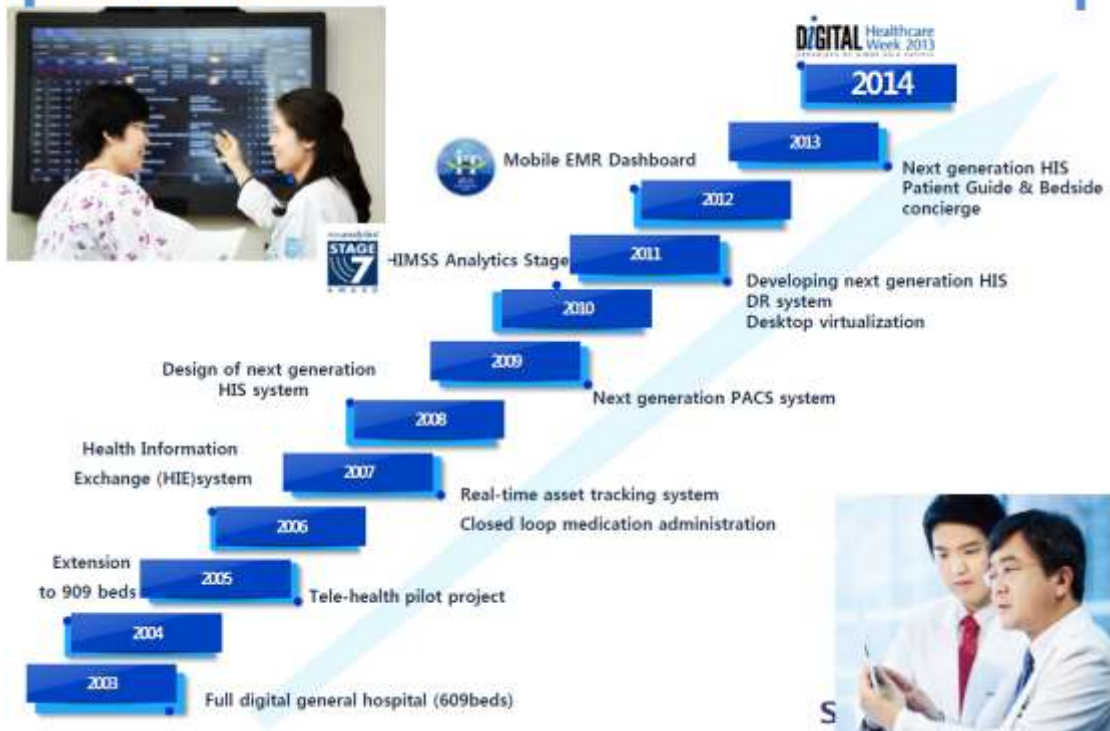 DiGITAL Healthcare
Week 2013
2014
2013
Mobile EMR Dashboard
Next generation HIS
Patient Guide & Bedside
concierge
2012
STAGE
7
AWARD
HIMSS Analytics Stage
2011
Developing next generation HIS
DR system
Desktop virtualization
2010
2009
Design of next generation
HIS system
Next generation PACS system
2008
Health Information
Exchange (HIE)system
2007
Real-time asset tracking system
Closed loop medication administration
2006
Extension
to 909 beds
2005
Tele-health pilot project
2004
2003
Full digital general hospital (609beds)
S